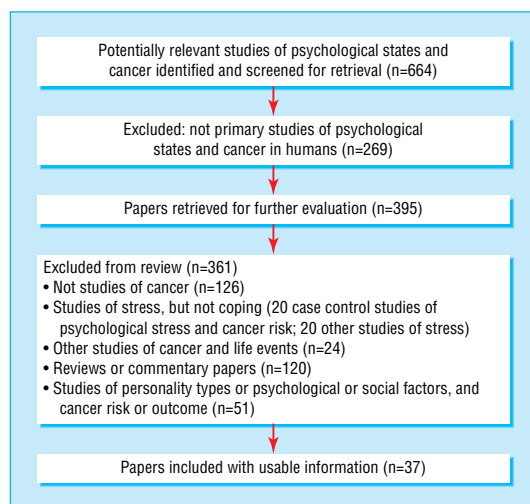 Potentially relevant studies of psychological states and
cancer identified and screened for retrieval (n=664)
Excluded: not primary studies of psychological
states and cancer in humans (n=269)
Papers retrieved for further evaluation (n=395)
Excluded from review (n=361)
• Not studies of cancer (n=126)
• Studies of stress, but not coping (20 case control studies of
psychological stress and cancer risk; 20 other studies of stress)
• Other studies of cancer and life events (n=24)
• Reviews or commentary papers (n=120)
• Studies of personality types or psychological or social factors, and
cancer risk or outcome (n=51)
Papers included with usable information (n=37)